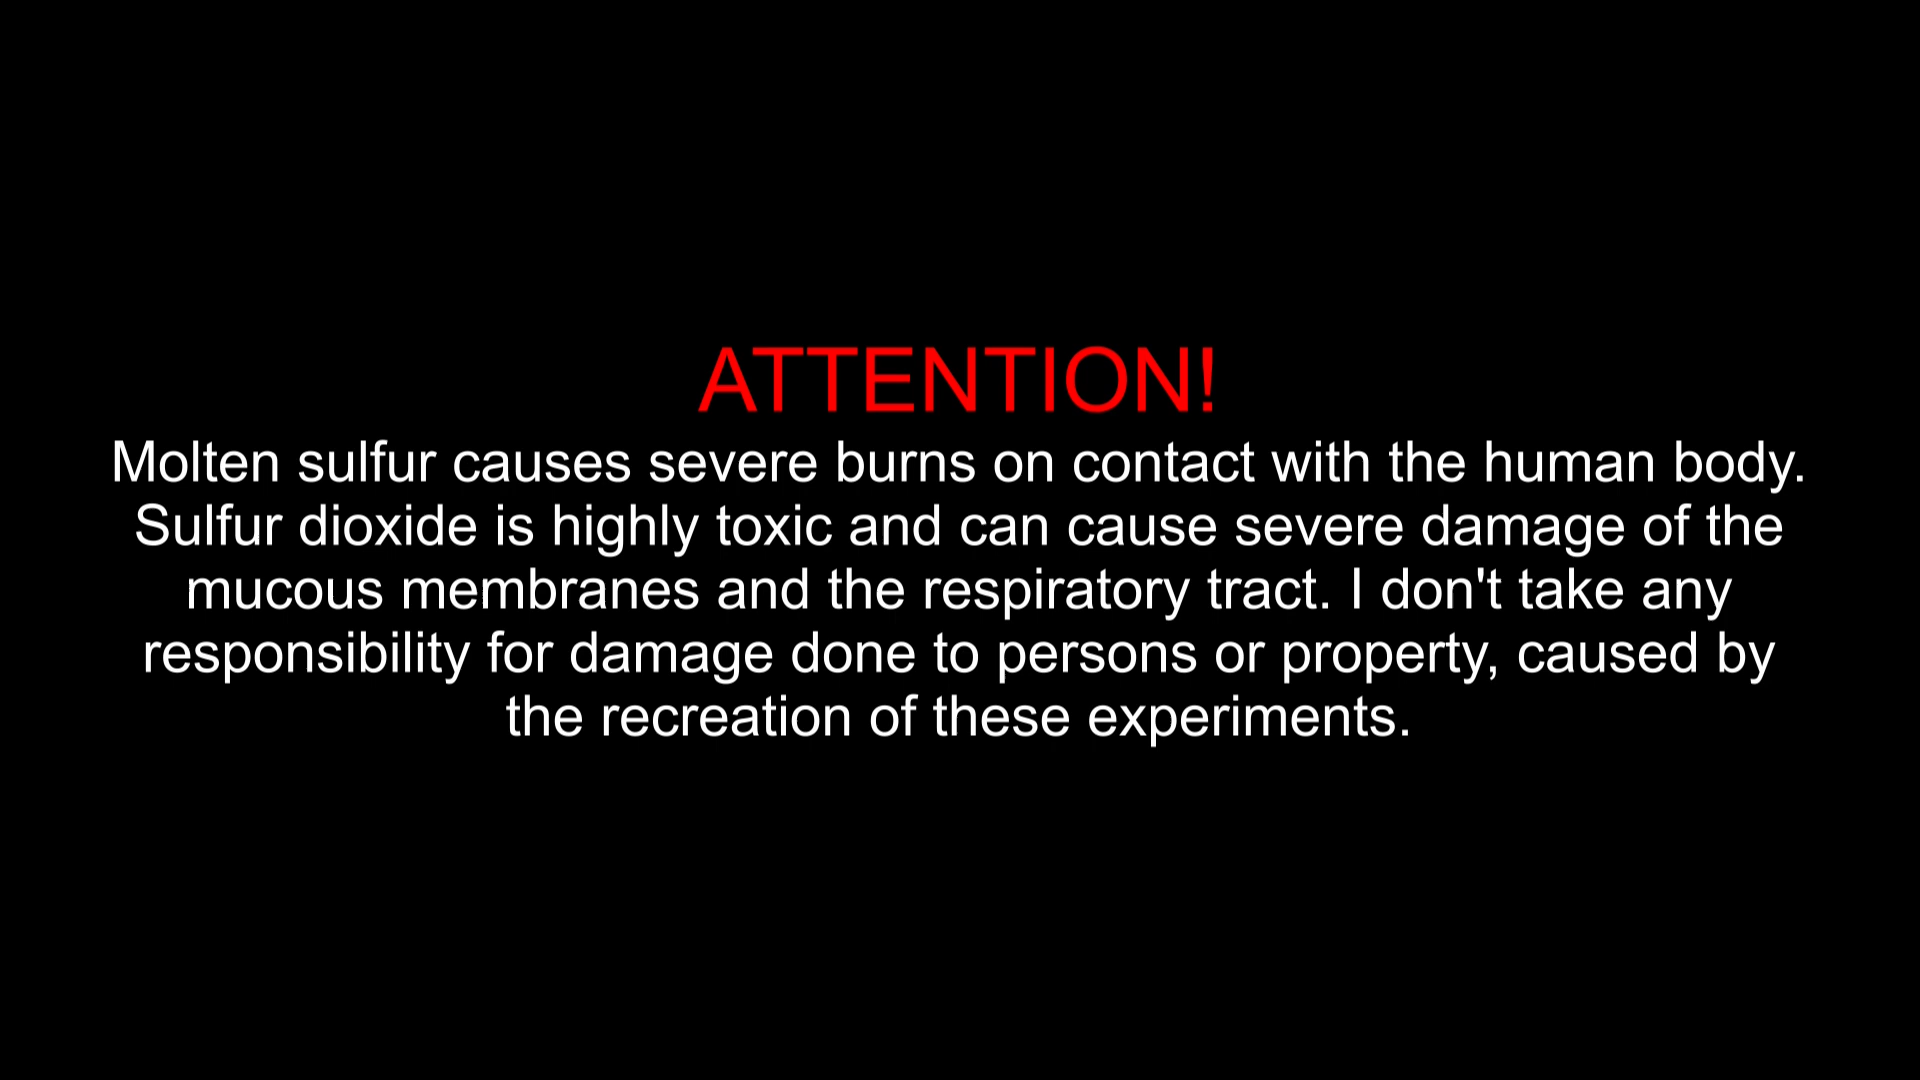 ATTENTION!
Molten sulfur causes severe burns on contact with the human body.
Sulfur dioxide is highly toxic and can cause severe damage of the
mucous membranes and the respiratory tract. I don't take any
responsibility for damage done to persons or property, caused by
the recreation of these experiments.